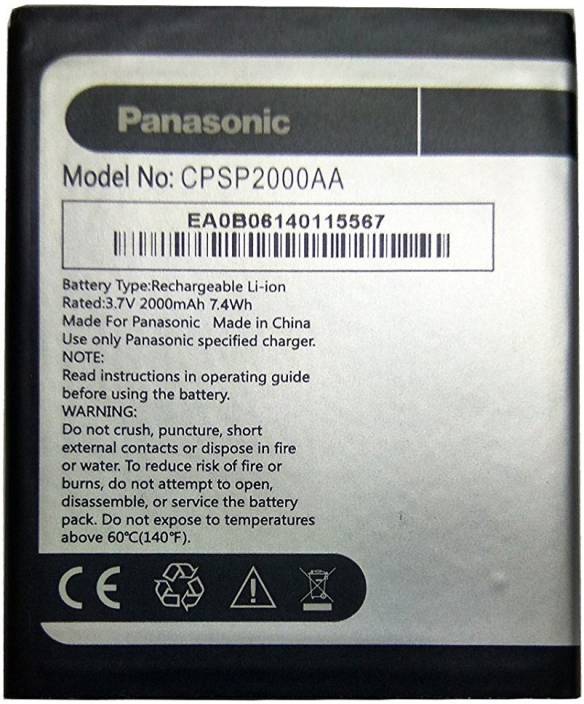 Panasonic
Model No: CPSP2000AA
EA0B06140115567
Battery Type:Rechargeable Li-ion
Rated:3.7V 2000mAh 7.4Wh
Made For Panasonic Made in China
Use only Panasonic specified charger.
NOTE:
Read instructions in operating guide
before using the battery.
WARNING:
Do not crush, puncture, short
external contacts or dispose in fire
or water. To reduce risk of fire or
burns, do not attempt to open,
disassemble, or service the battery
pack. Do not expose to temperatures
above 60℃(140℉).
CE